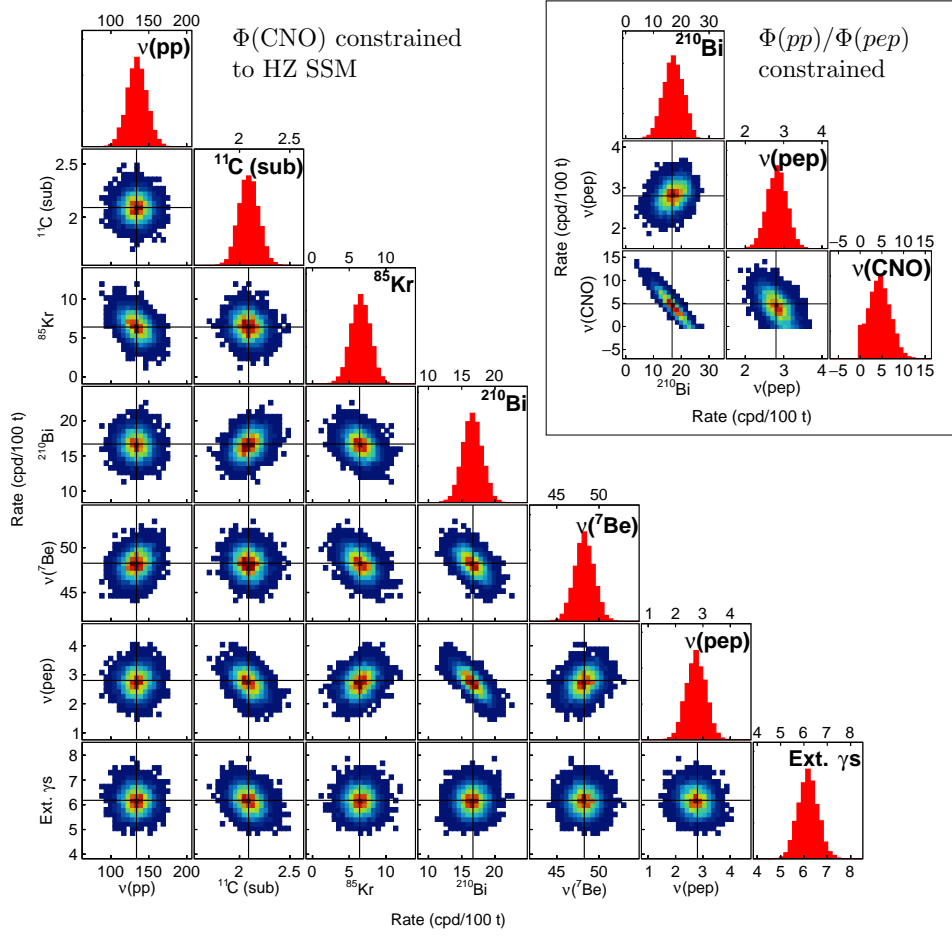 100 150 200
ν(pp)
Φ(CNO) constrained
to HZ SSM
0 10 20 30
²¹⁰Bi
Φ(pp)/Φ(pep)
constrained
2 3 4
ν(pep)
4
3
2
ν(pep)
−5 0 5 10 15
ν(CNO)
15
10
5
0
−5
ν(CNO)
Rate (cpd/100 t)
0 10 20 30
²¹⁰Bi
2 3 4
ν(pep)
−5 0 5 10 15
Rate (cpd/100 t)
2 2.5
¹¹C (sub)
2.5
2
¹¹C (sub)
0 5 10
⁸⁵Kr
10
5
0
⁸⁵Kr
10 15 20
²¹⁰Bi
20
15
10
²¹⁰Bi
Rate (cpd/100 t)
45 50
ν(⁷Be)
50
45
ν(⁷Be)
1 2 3 4
ν(pep)
4
3
2
1
ν(pep)
4 5 6 7 8
Ext. γs
8
7
6
5
4
Ext. γs
100 150 200
ν(pp)
2 2.5
¹¹C (sub)
0 5 10
⁸⁵Kr
10 15 20
²¹⁰Bi
45 50
ν(⁷Be)
1 2 3 4
ν(pep)
4 5 6 7 8
Rate (cpd/100 t)